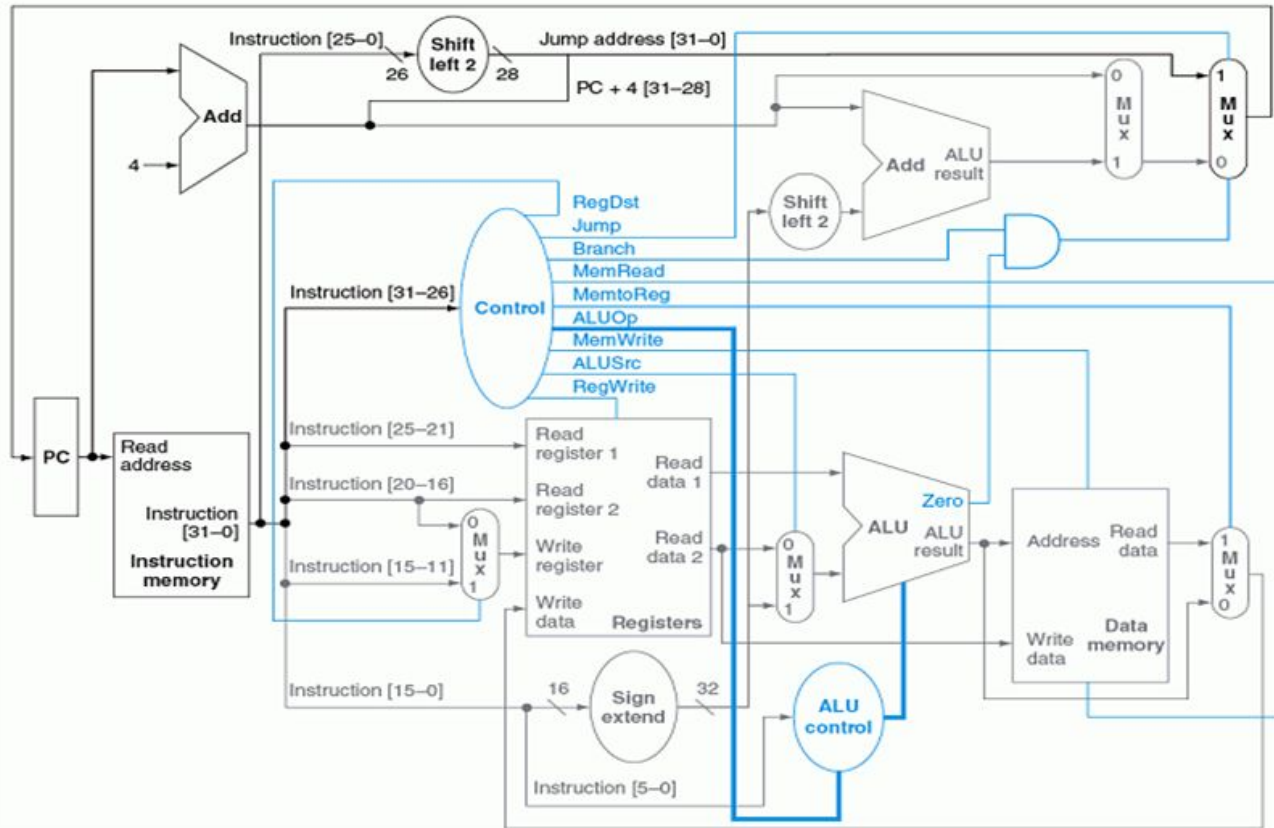 Instruction [25–0]
Shift
left 2
Jump address [31–0]
26
28
PC + 4 [31–28]
Add
4
0
M
u
x
1
1
M
u
x
0
Add
ALU
result
Shift
left 2
RegDst
Jump
Branch
MemRead
MemtoReg
ALUOp
MemWrite
ALUSrc
RegWrite
Instruction [31–26]
Control
PC
Read
address
Instruction
[31–0]
Instruction
memory
Instruction [25–21]
Instruction [20–16]
Instruction [15–11]
0
M
u
x
1
Read
register 1
Read
register 2
Write
register
Write
data
Read
data 1
Read
data 2
Registers
0
M
u
x
1
Zero
ALU
ALU
result
Address
Read
data
Write
data
Data
memory
1
M
u
x
0
Instruction [15–0]
16
Sign
extend
32
ALU
control
Instruction [5–0]